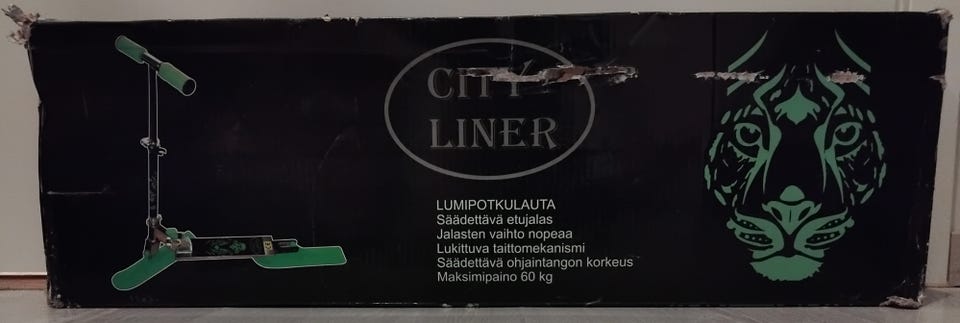 CITY
LINER
LUMIPOTKULAUTA
Säädettävä etujalas
Jalasten vaihto nopeaa
Lukittuva taittomekanismi
Säädettävä ohjaintangon korkeus
Maksimipaino 60 kg